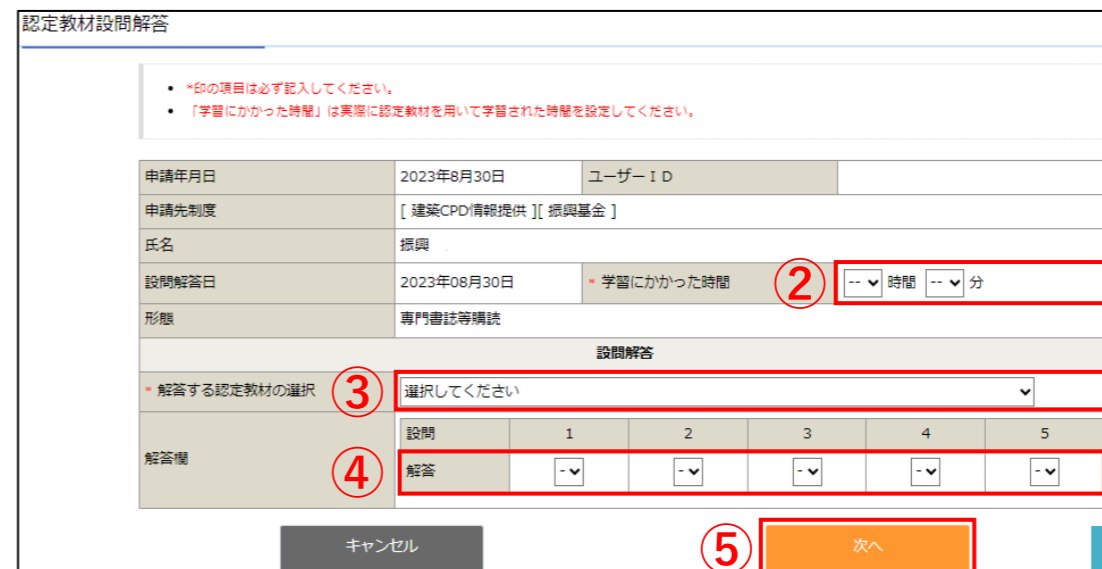 認定教材設問解答
• *印の項目は必ず記入してください。
• 「学習にかかった時間」は実際に認定教材を用いて学習された時間を設定してください。
申請年月日 2023年8月30日 ユーザーＩＤ
申請先制度 [ 建築CPD情報提供 ][ 振興基金 ]
氏名 振興
設問解答日 2023年08月30日 * 学習にかかった時間 ② -- 時間 -- 分
形態 専門書誌等購読
設問解答
* 解答する認定教材の選択 ③ 選択してください
設問 1 2 3 4 5
解答欄 ④ 解答 - - - - -
キャンセル ⑤ 次へ